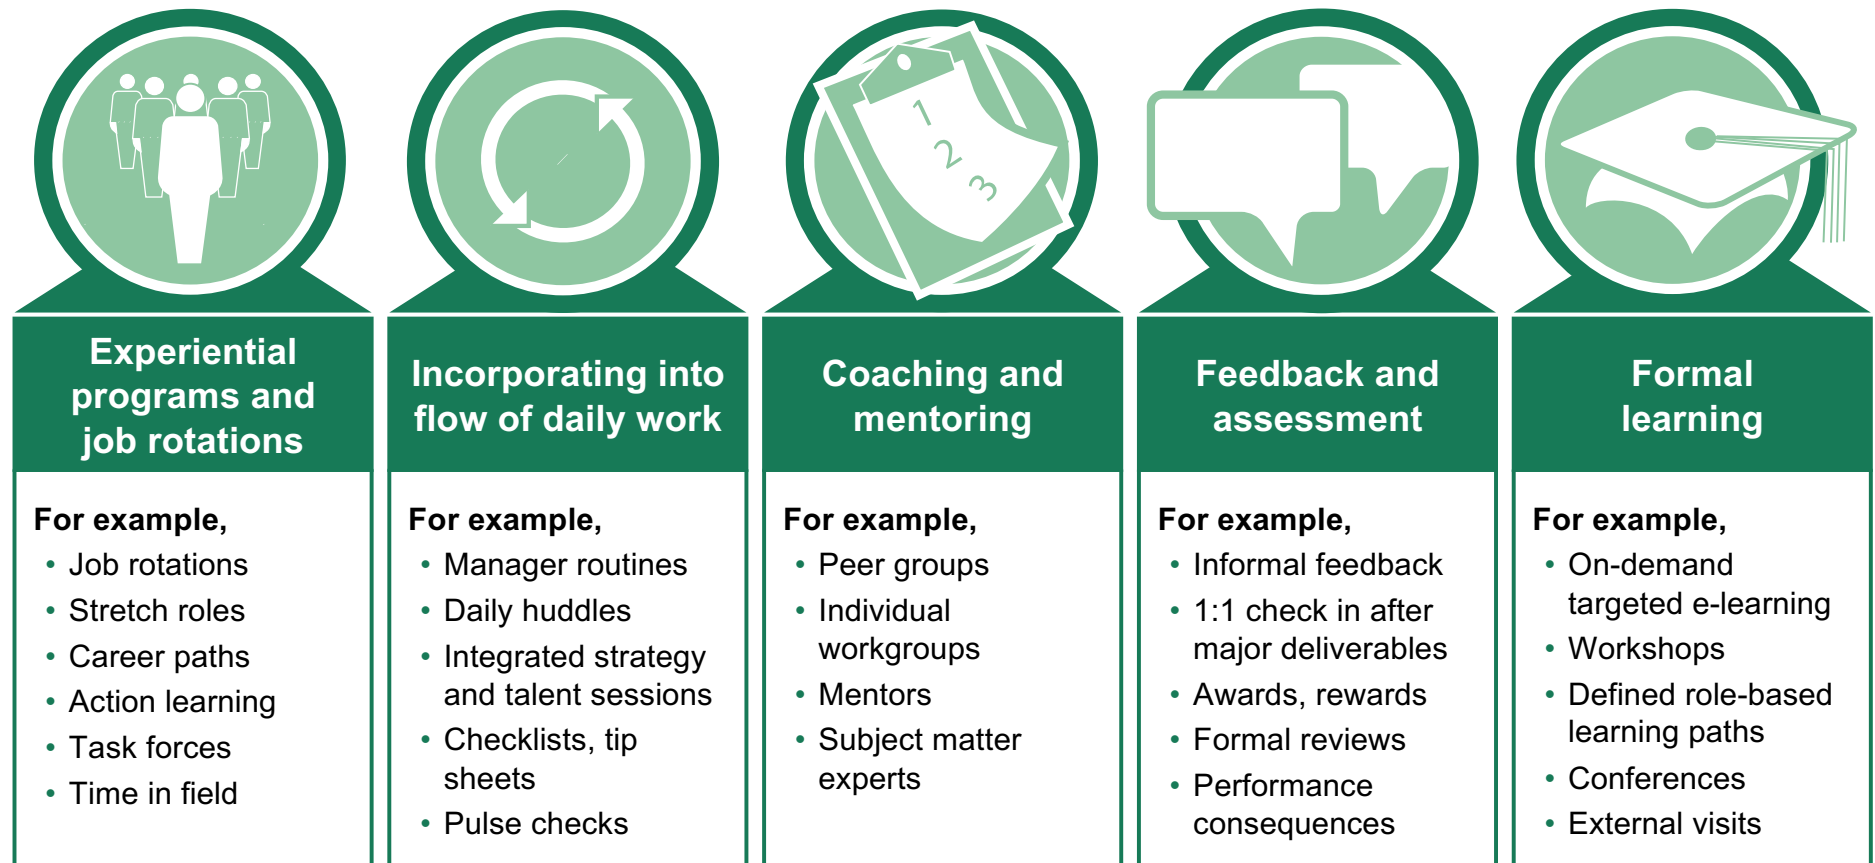 1
2
3
Experiential
programs and
job rotations
For example,
• Job rotations
• Stretch roles
• Career paths
• Action learning
• Task forces
• Time in field
Incorporating into
flow of daily work
For example,
• Manager routines
• Daily huddles
• Integrated strategy
and talent sessions
• Checklists, tip
sheets
• Pulse checks
Coaching and
mentoring
For example,
• Peer groups
• Individual
workgroups
• Mentors
• Subject matter
experts
Feedback and
assessment
For example,
• Informal feedback
• 1:1 check in after
major deliverables
• Awards, rewards
• Formal reviews
• Performance
consequences
Formal
learning
For example,
• On-demand
targeted e-learning
• Workshops
• Defined role-based
learning paths
• Conferences
• External visits